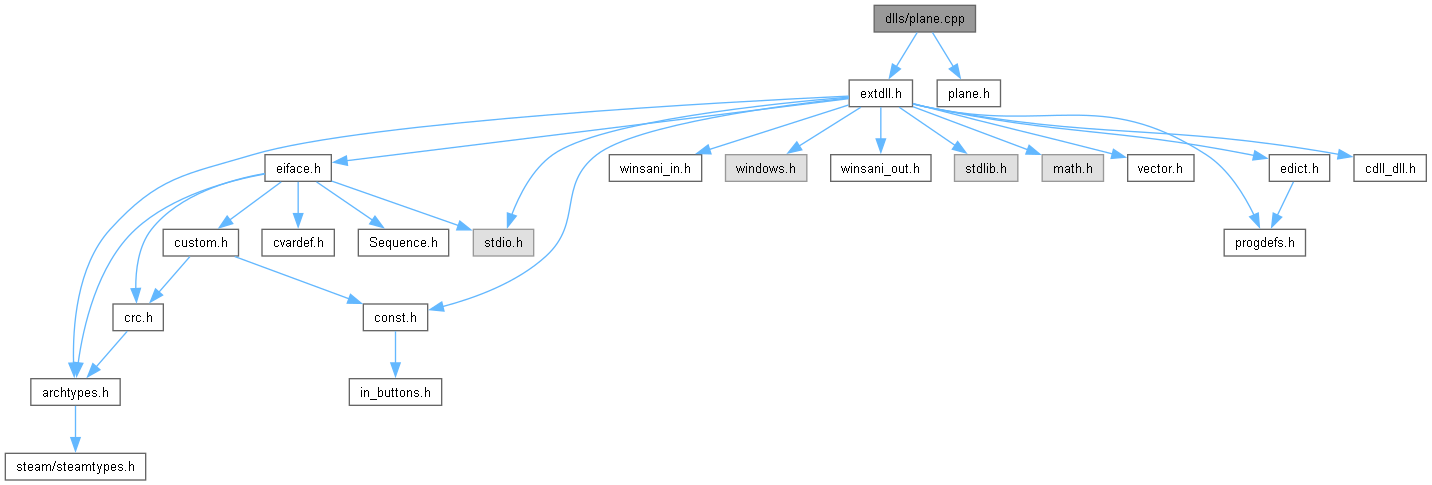 dlls/plane.cpp
extdll.h
plane.h
eiface.h
winsani_in.h
windows.h
winsani_out.h
stdlib.h
math.h
vector.h
edict.h
cdll_dll.h
custom.h
cvardef.h
Sequence.h
stdio.h
progdefs.h
crc.h
const.h
archtypes.h
in_buttons.h
steam/steamtypes.h